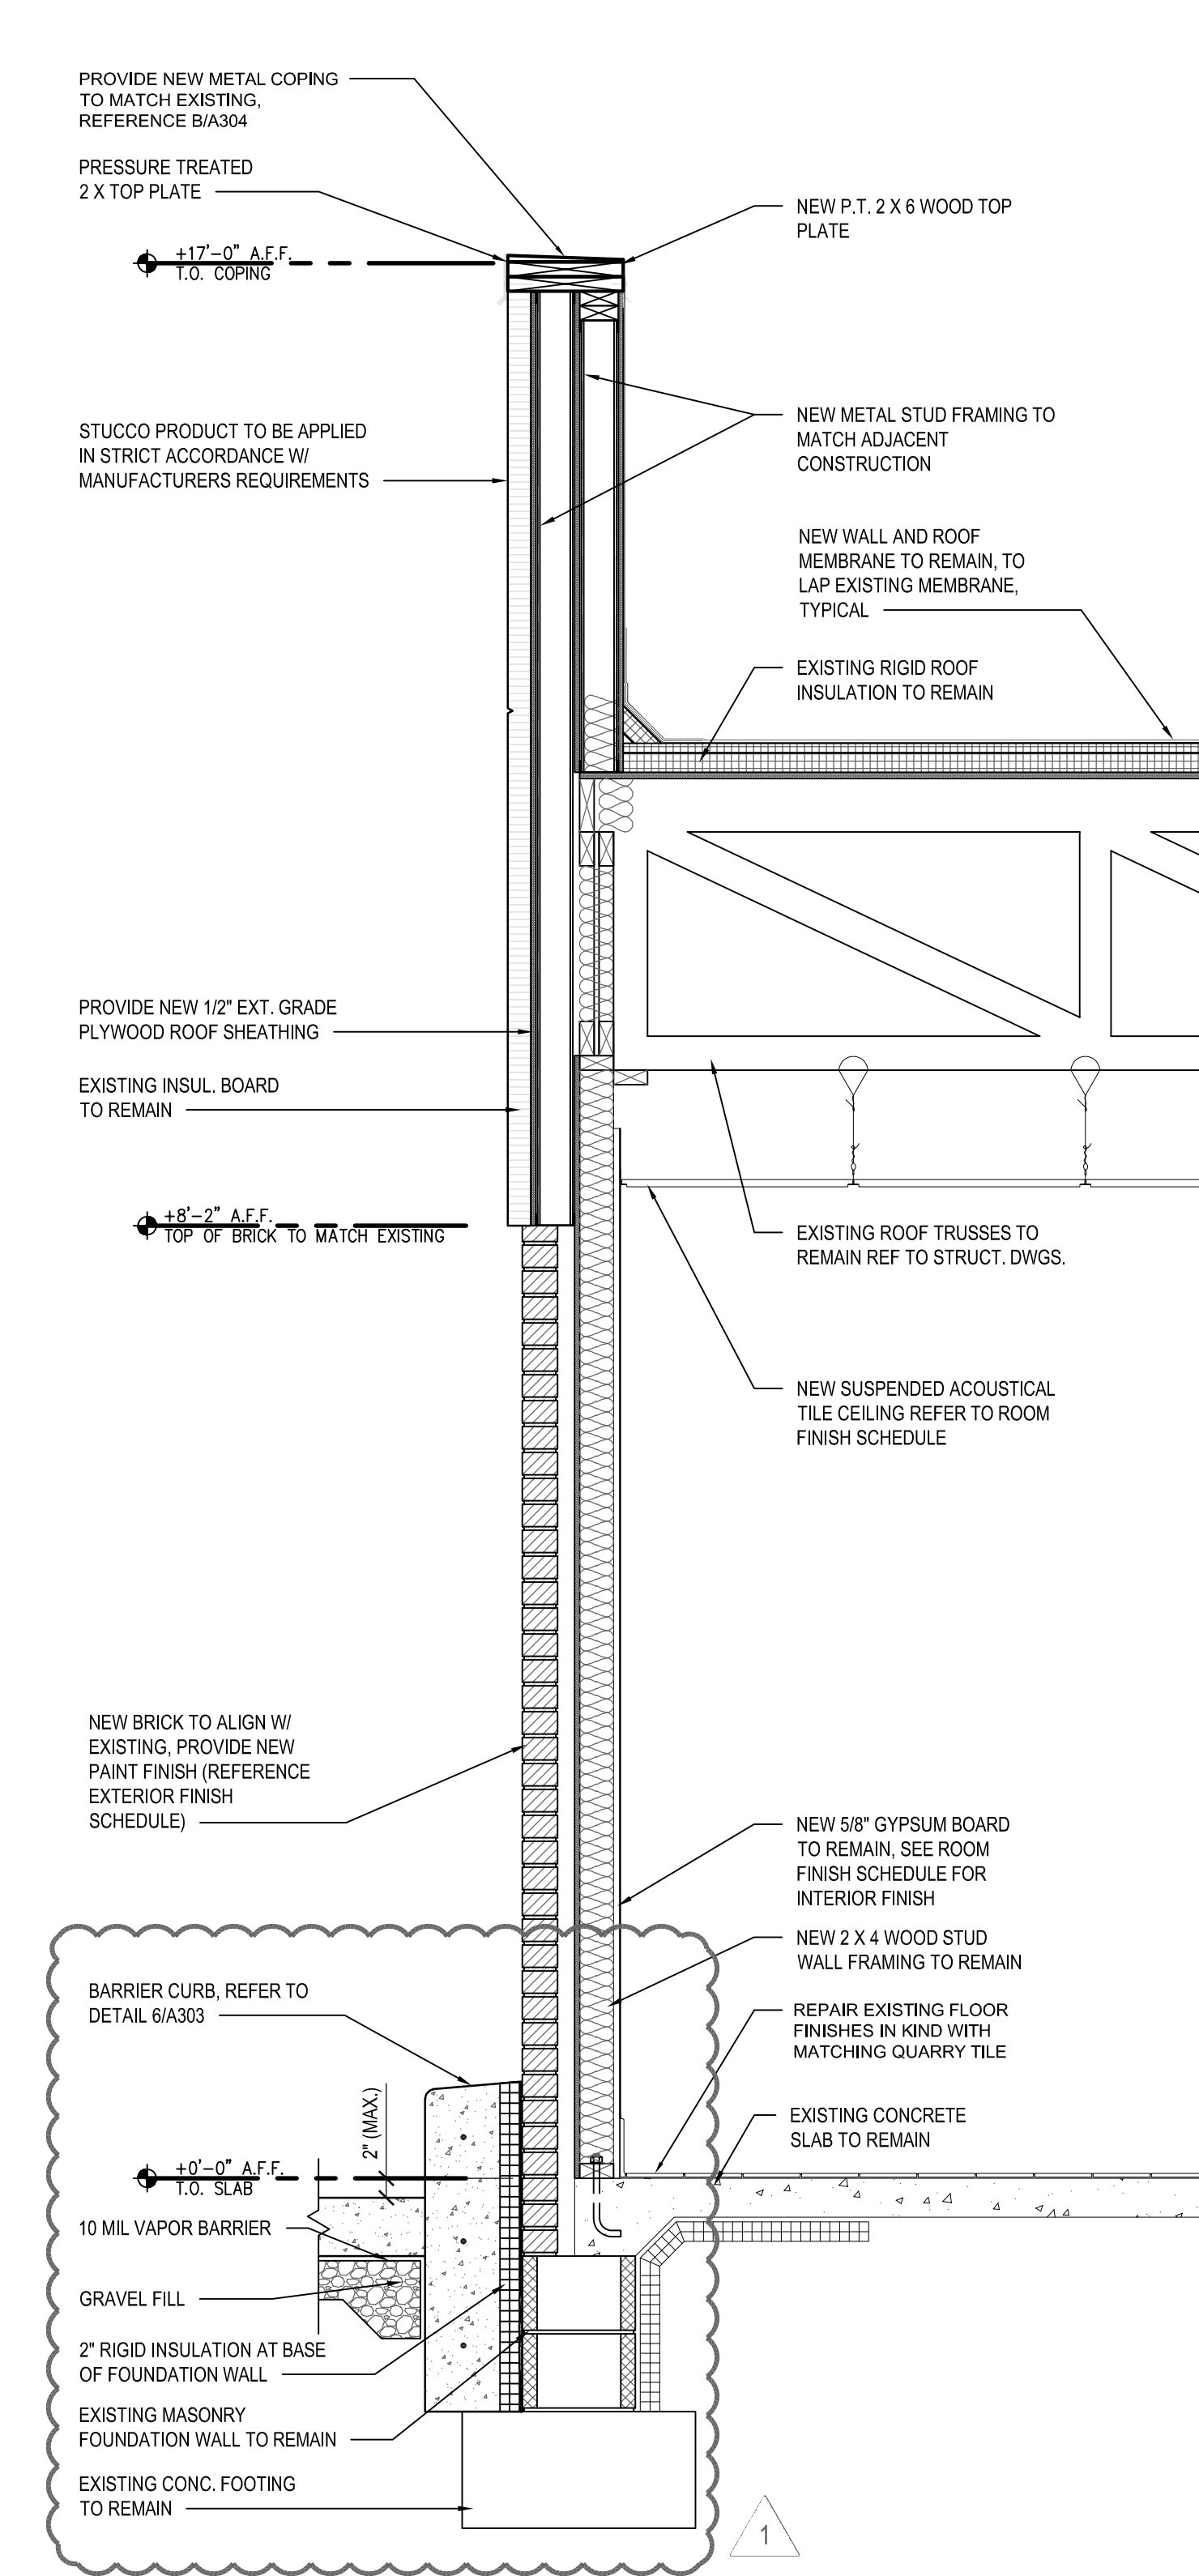 PROVIDE NEW METAL COPING
TO MATCH EXISTING,
REFERENCE B/A304
PRESSURE TREATED
2 X TOP PLATE
NEW P.T. 2 X 6 WOOD TOP
PLATE
+17'-0" A.F.F.
T.O. COPING
NEW METAL STUD FRAMING TO
MATCH ADJACENT
CONSTRUCTION
STUCCO PRODUCT TO BE APPLIED
IN STRICT ACCORDANCE W/
MANUFACTURERS REQUIREMENTS
NEW WALL AND ROOF
MEMBRANE TO REMAIN, TO
LAP EXISTING MEMBRANE,
TYPICAL
EXISTING RIGID ROOF
INSULATION TO REMAIN
PROVIDE NEW 1/2" EXT. GRADE
PLYWOOD ROOF SHEATHING
EXISTING INSUL. BOARD
TO REMAIN
+8'-2" A.F.F.
TOP OF BRICK TO MATCH EXISTING
EXISTING ROOF TRUSSES TO
REMAIN REF TO STRUCT. DWGS.
NEW SUSPENDED ACOUSTICAL
TILE CEILING REFER TO ROOM
FINISH SCHEDULE
NEW BRICK TO ALIGN W/
EXISTING, PROVIDE NEW
PAINT FINISH (REFERENCE
EXTERIOR FINISH
SCHEDULE)
NEW 5/8" GYPSUM BOARD
TO REMAIN, SEE ROOM
FINISH SCHEDULE FOR
INTERIOR FINISH
NEW 2 X 4 WOOD STUD
WALL FRAMING TO REMAIN
BARRIER CURB, REFER TO
DETAIL 6/A303
REPAIR EXISTING FLOOR
FINISHES IN KIND WITH
MATCHING QUARRY TILE
2" (MAX.)
EXISTING CONCRETE
SLAB TO REMAIN
+0'-0" A.F.F.
T.O. SLAB
10 MIL VAPOR BARRIER
GRAVEL FILL
2" RIGID INSULATION AT BASE
OF FOUNDATION WALL
EXISTING MASONRY
FOUNDATION WALL TO REMAIN
EXISTING CONC. FOOTING
TO REMAIN
1